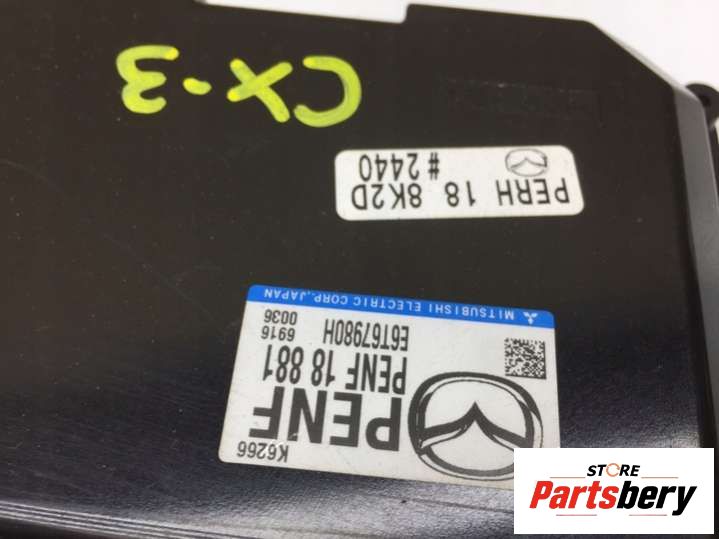 CX-3
PERH 18 8K2D
#2440
MITSUBISHI ELECTRIC CORP. JAPAN
E6T67980H
6916
0036
PENF 18 881
PENF
K6266
STORE
Partsbery